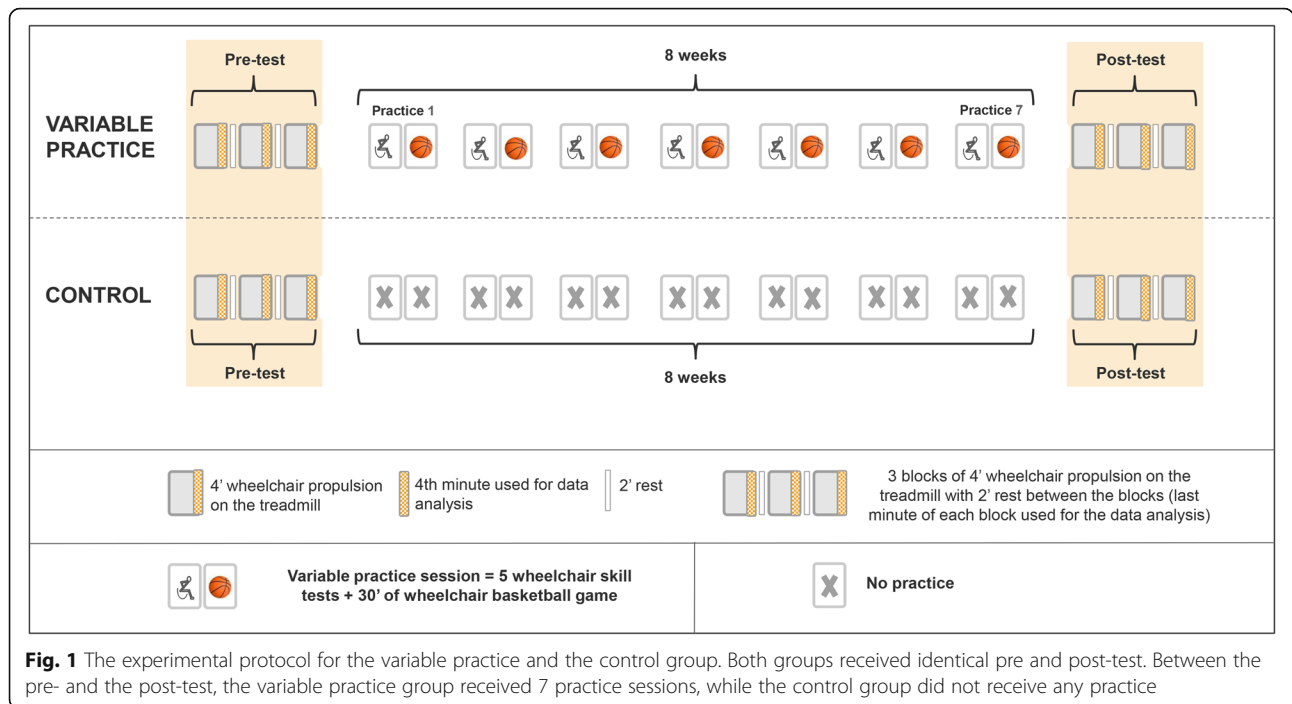 Pre-test
8 weeks
Post-test
VARIABLE
PRACTICE
Practice 1
Practice 7
CONTROL
Pre-test
8 weeks
Post-test
4' wheelchair propulsion
on the treadmill
4th minute used for data
analysis
2' rest
3 blocks of 4' wheelchair propulsion on the
treadmill with 2' rest between the blocks (last
minute of each block used for the data analysis)
Variable practice session = 5 wheelchair skill
tests + 30' of wheelchair basketball game
No practice
Fig. 1 The experimental protocol for the variable practice and the control group. Both groups received identical pre and post-test. Between the
pre- and the post-test, the variable practice group received 7 practice sessions, while the control group did not receive any practice